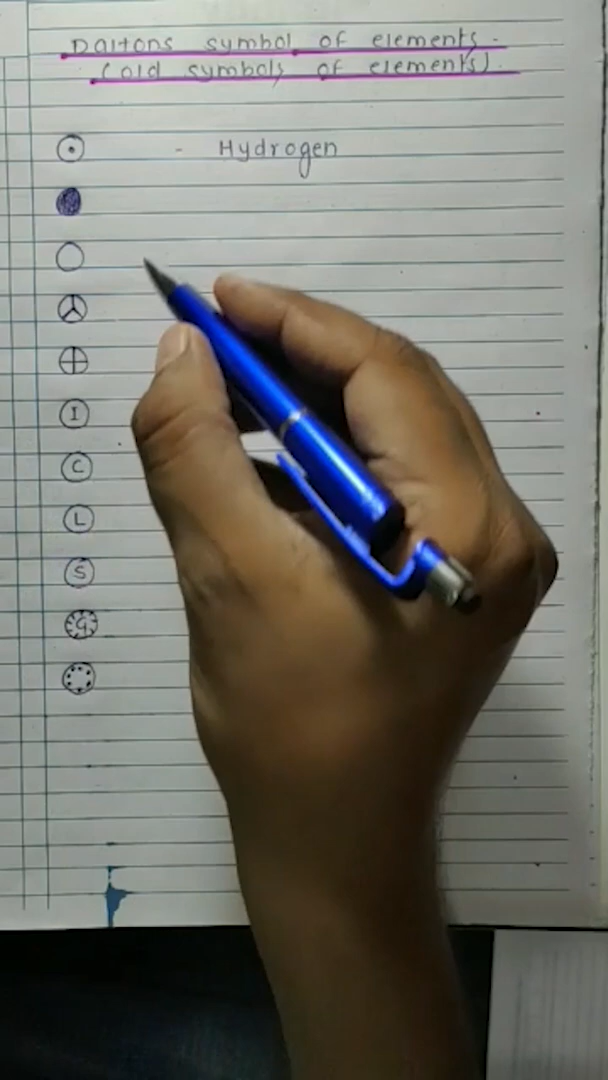 Daltons symbol of elements.
(old symbols of elements).
- Hydrogen
I
C
L
S
G